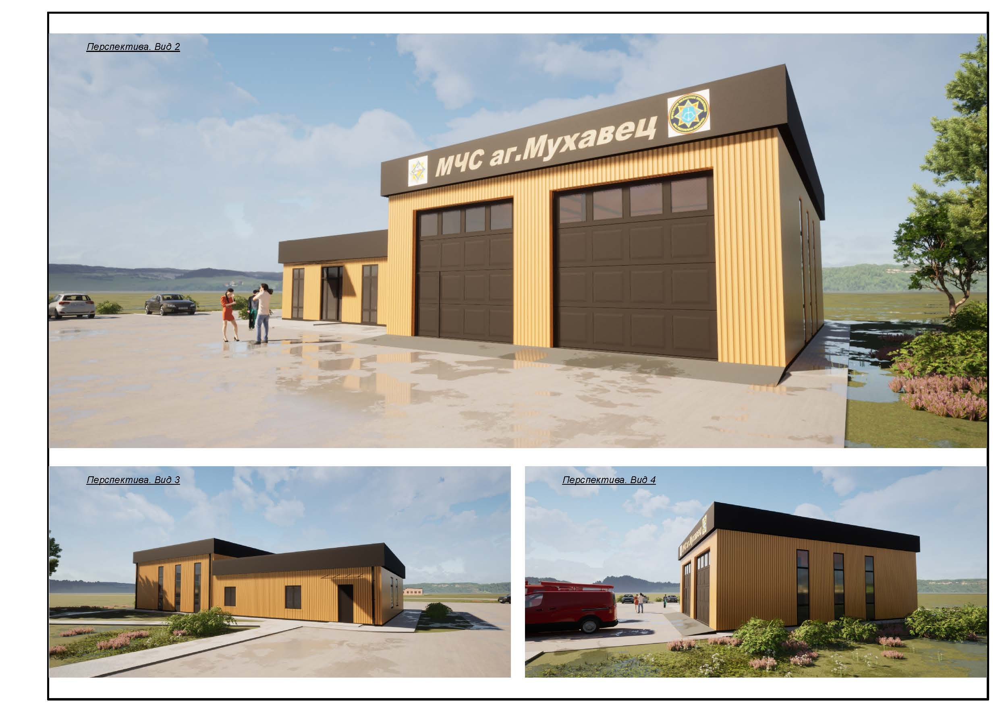 Перспектива. Вид 2
МЧС аг.Мухавец
Перспектива. Вид 3
Перспектива. Вид 4
МЧС аг.Мухавец